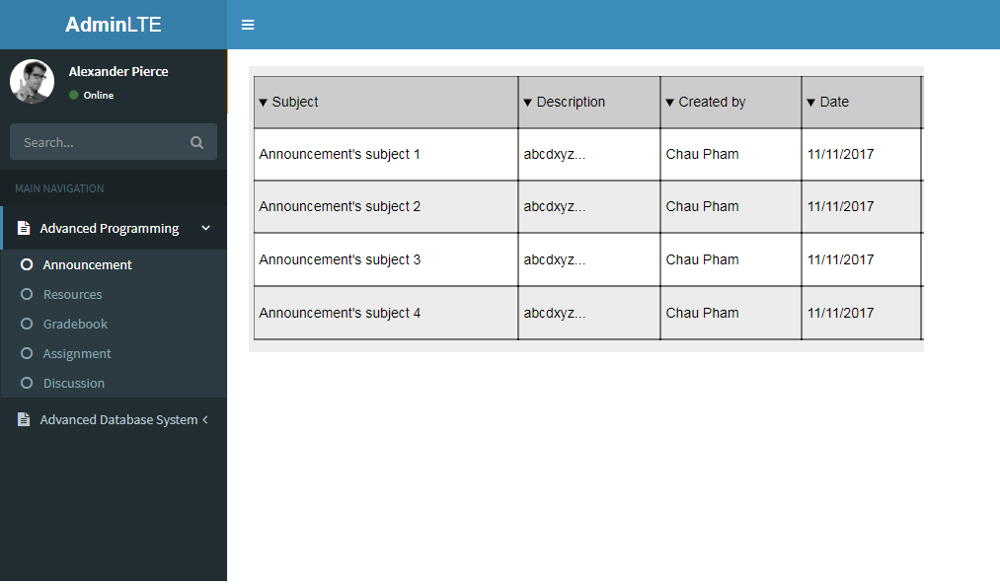 AdminLTE
Alexander Pierce
Online
Search...
MAIN NAVIGATION
Advanced Programming
Announcement
Resources
Gradebook
Assignment
Discussion
Advanced Database System
▼ Subject ▼ Description ▼ Created by ▼ Date
Announcement's subject 1 abcdxyz... Chau Pham 11/11/2017
Announcement's subject 2 abcdxyz... Chau Pham 11/11/2017
Announcement's subject 3 abcdxyz... Chau Pham 11/11/2017
Announcement's subject 4 abcdxyz... Chau Pham 11/11/2017